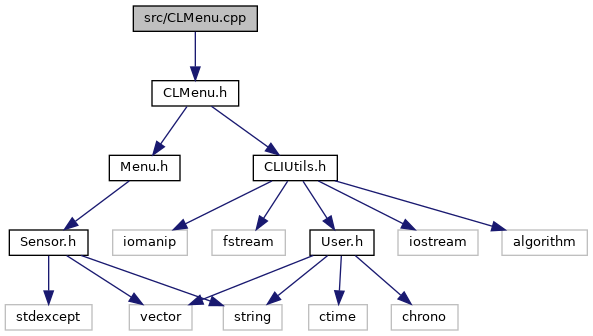 src/CLMenu.cpp
CLMenu.h
Menu.h
CLIUtils.h
Sensor.h
iomanip
fstream
User.h
iostream
algorithm
stdexcept
vector
string
ctime
chrono